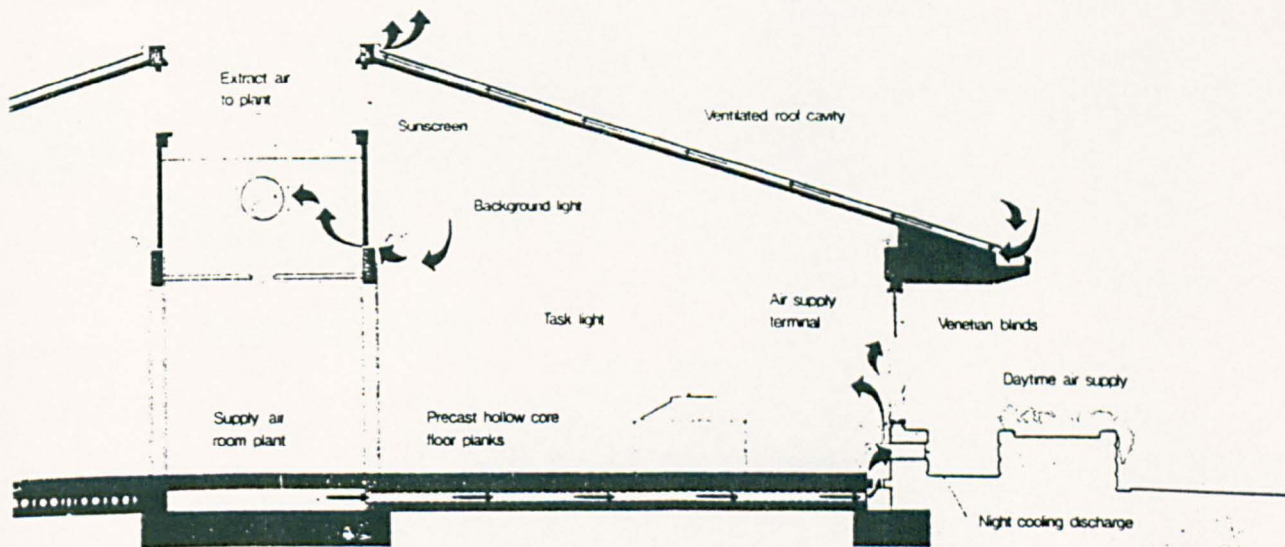 Extract air
to plant
Sunscreen
Ventilated roof cavity
Background light
Task light
Air supply
terminal
Venetian blinds
Daytime air supply
Supply air
room plant
Precast hollow core
floor planks
Night cooling discharge